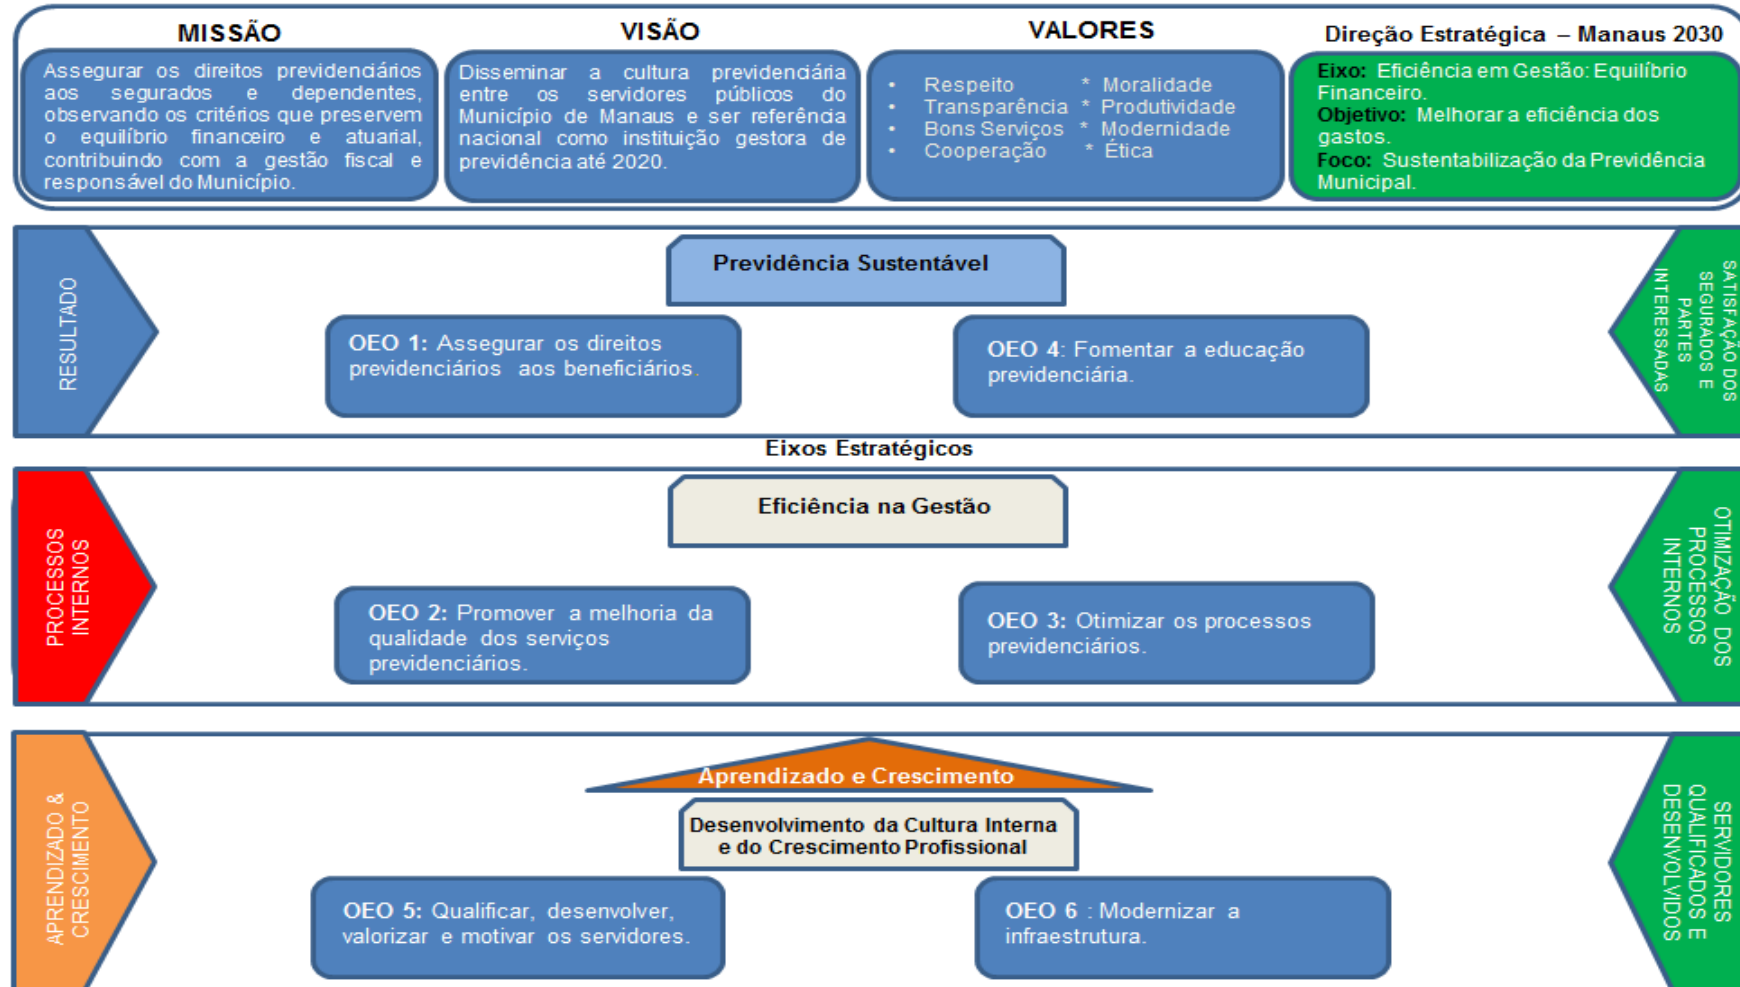 MISSÃO
Assegurar os direitos previdenciários
aos segurados e dependentes,
observando os critérios que preservem
o equilíbrio financeiro e atuarial,
contribuindo com a gestão fiscal e
responsável do Município.
VISÃO
Disseminar a cultura previdenciária
entre os servidores públicos do
Município de Manaus e ser referência
nacional como instituição gestora de
previdência até 2020.
VALORES
• Respeito * Moralidade
• Transparência * Produtividade
• Bons Serviços * Modernidade
• Cooperação * Ética
Direção Estratégica – Manaus 2030
Eixo: Eficiência em Gestão: Equilíbrio
Financeiro.
Objetivo: Melhorar a eficiência dos
gastos.
Foco: Sustentabilização da Previdência
Municipal.
RESULTADO
Previdência Sustentável
OEO 1: Assegurar os direitos
previdenciários aos beneficiários.
OEO 4: Fomentar a educação
previdenciária.
SATISFAÇÃO DOS
SEGURADOS E
PARTES
INTERESSADAS
Eixos Estratégicos
PROCESSOS
INTERNOS
Eficiência na Gestão
OEO 2: Promover a melhoria da
qualidade dos serviços
previdenciários.
OEO 3: Otimizar os processos
previdenciários.
OTIMIZAÇÃO DOS
PROCESSOS
INTERNOS
APRENDIZADO &
CRESCIMENTO
Aprendizado e Crescimento
Desenvolvimento da Cultura Interna
e do Crescimento Profissional
OEO 5: Qualificar, desenvolver,
valorizar e motivar os servidores.
OEO 6 : Modernizar a
infraestrutura.
SERVIDORES
QUALIFICADOS E
DESENVOLVIDOS